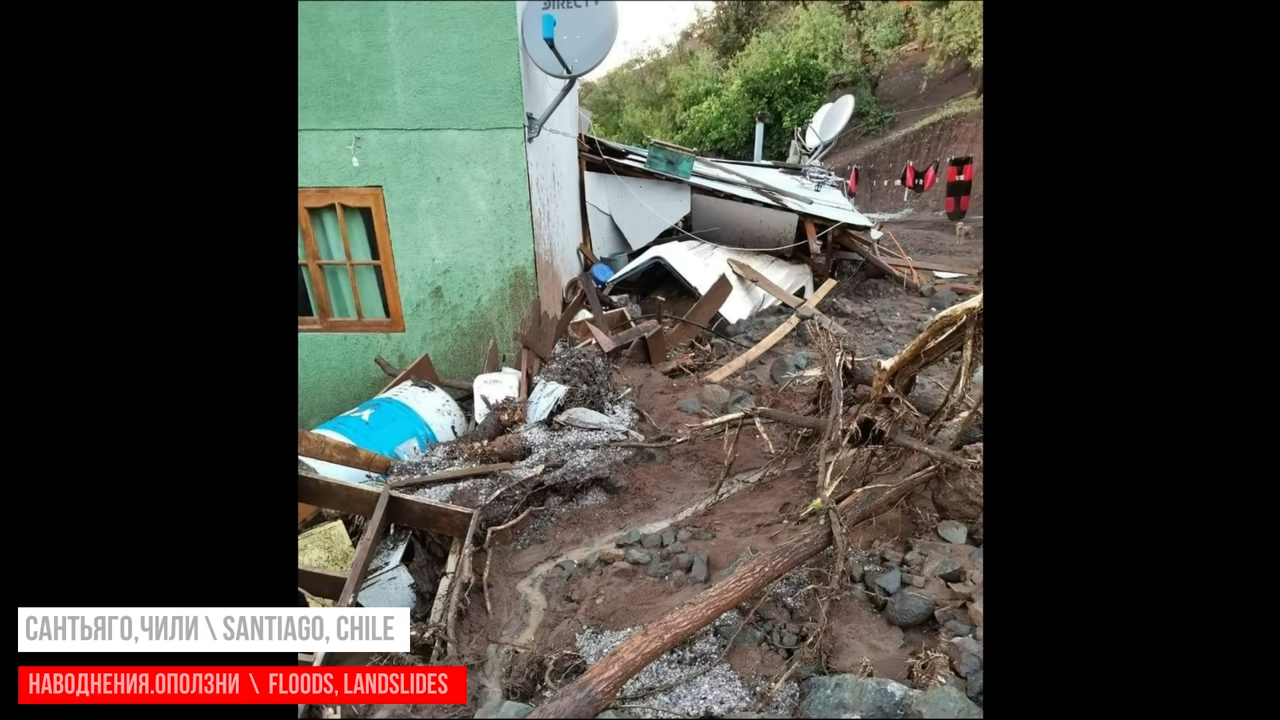 DIRECTV
САНТЬЯГО,ЧИЛИ \ SANTIAGO, CHILE
НАВОДНЕНИЯ.ОПОЛЗНИ \ FLOODS, LANDSLIDES